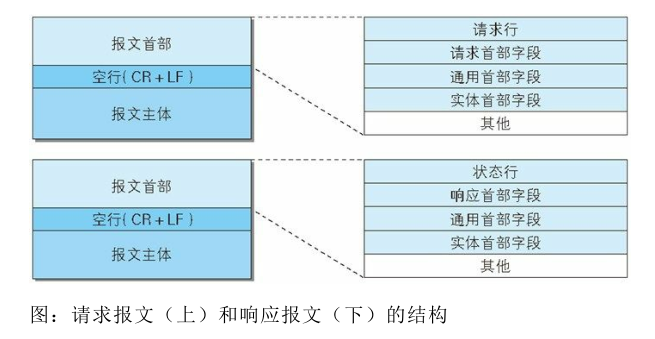 报文首部
空行( CR + LF )
报文主体
请求行
请求首部字段
通用首部字段
实体首部字段
其他
报文首部
空行( CR + LF )
报文主体
状态行
响应首部字段
通用首部字段
实体首部字段
其他
图：请求报文（上）和响应报文（下）的结构